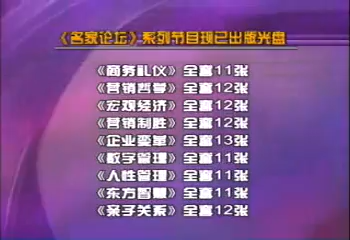 《名家论坛》系列节目现已出版光盘
《商务礼仪》全套11张
《营销哲学》全套12张
《宏观经济》全套12张
《营销制胜》全套12张
《企业变革》全套13张
《数字管理》全套11张
《人性管理》全套11张
《东方智慧》全套11张
《亲子关系》全套12张